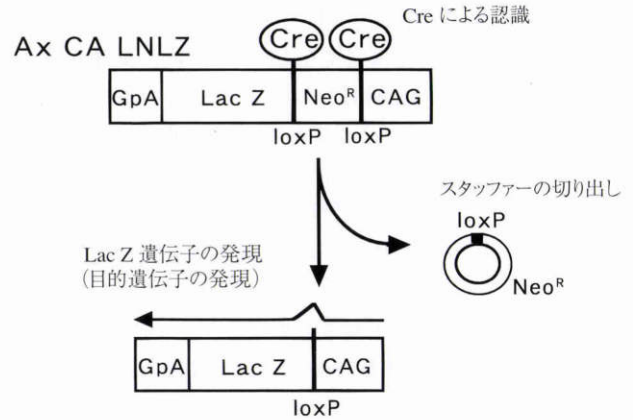 Cre による認識
Ax CA LNLZ
Cre Cre
GpA Lac Z Neoᴿ CAG
loxP loxP
スタッファーの切り出し
loxP
Neoᴿ
Lac Z 遺伝子の発現
(目的遺伝子の発現)
GpA Lac Z CAG
loxP